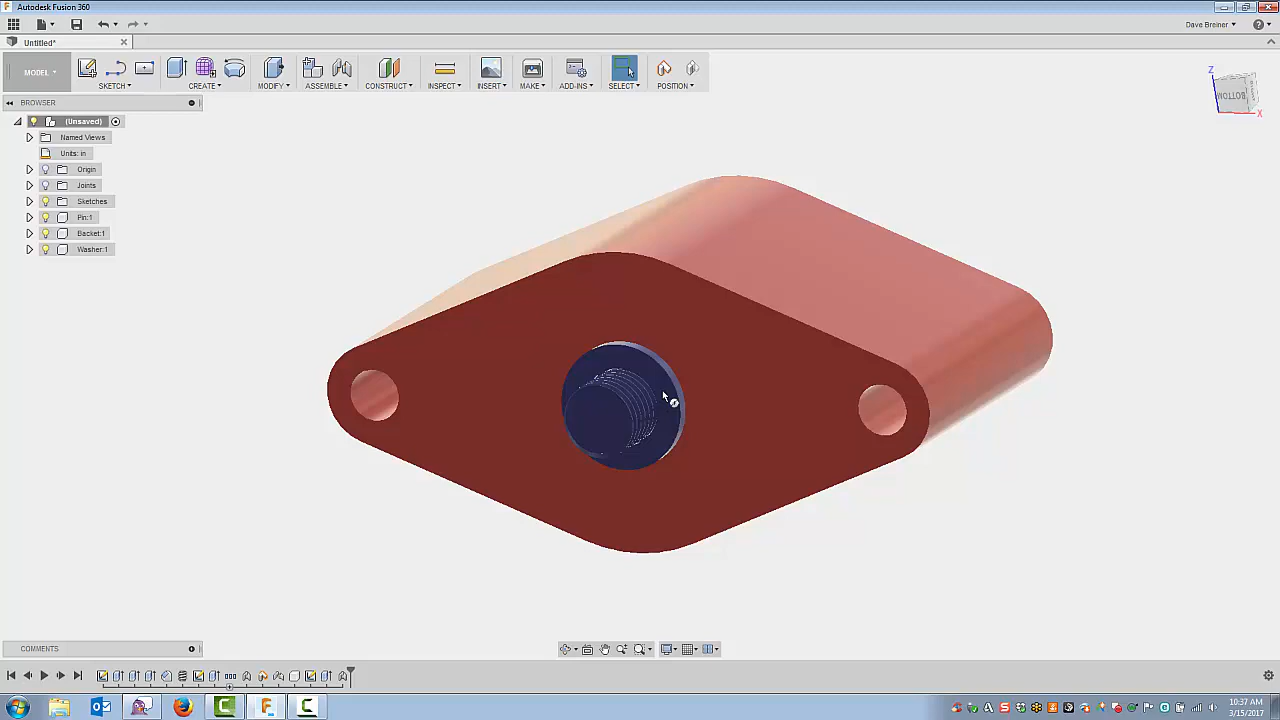 Autodesk Fusion 360
Dave Breiner
Untitled*
MODEL
SKETCH
CREATE
MODIFY
ASSEMBLE
CONSTRUCT
INSPECT
INSERT
MAKE
ADD-INS
SELECT
POSITION
BROWSER
(Unsaved)
Named Views
Units: in
Origin
Joints
Sketches
Pin:1
Backet:1
Washer:1
Z
BOTTOM
X
COMMENTS
10:37 AM
3/15/2017